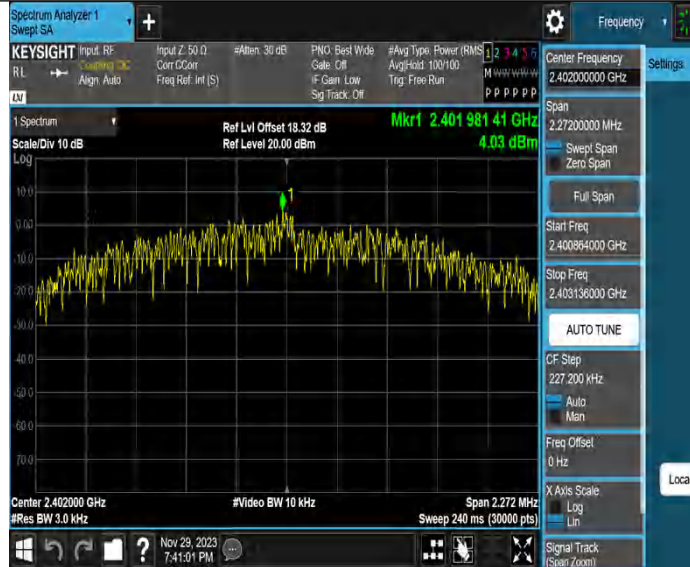 Spectrum Analyzer 1
Swept SA
+
Frequency
KEYSIGHT
RL
Input: RF
Coupling: DC
Align: Auto
Input Z: 50 Ω
Corr CCorr
Freq Ref: Int (S)
#Atten: 30 dB
PNO: Best Wide
Gate: Off
IF Gain: Low
Sig Track: Off
#Avg Type: Power (RMS
Avg|Hold: 100/100
Trig: Free Run
1 2 3 4 5 6
M W W W W W
P P P P P P
LXI
1 Spectrum
Scale/Div 10 dB
Log
Ref Lvl Offset 18.32 dB
Ref Level 20.00 dBm
Mkr1 2.401 981 41 GHz
4.03 dBm
1
10.0
0.00
-10.0
-20.0
-30.0
-40.0
-50.0
-60.0
-70.0
Center 2.402000 GHz
#Res BW 3.0 kHz
#Video BW 10 kHz
Span 2.272 MHz
Sweep 240 ms (30000 pts)
?
Nov 29, 2023
7:41:01 PM
Center Frequency
2.402000000 GHz
Span
2.27200000 MHz
Swept Span
Zero Span
Full Span
Start Freq
2.400864000 GHz
Stop Freq
2.403136000 GHz
AUTO TUNE
CF Step
227.200 kHz
Auto
Man
Freq Offset
0 Hz
X Axis Scale
Log
Lin
Signal Track
(Span Zoom)
Settings
Loca